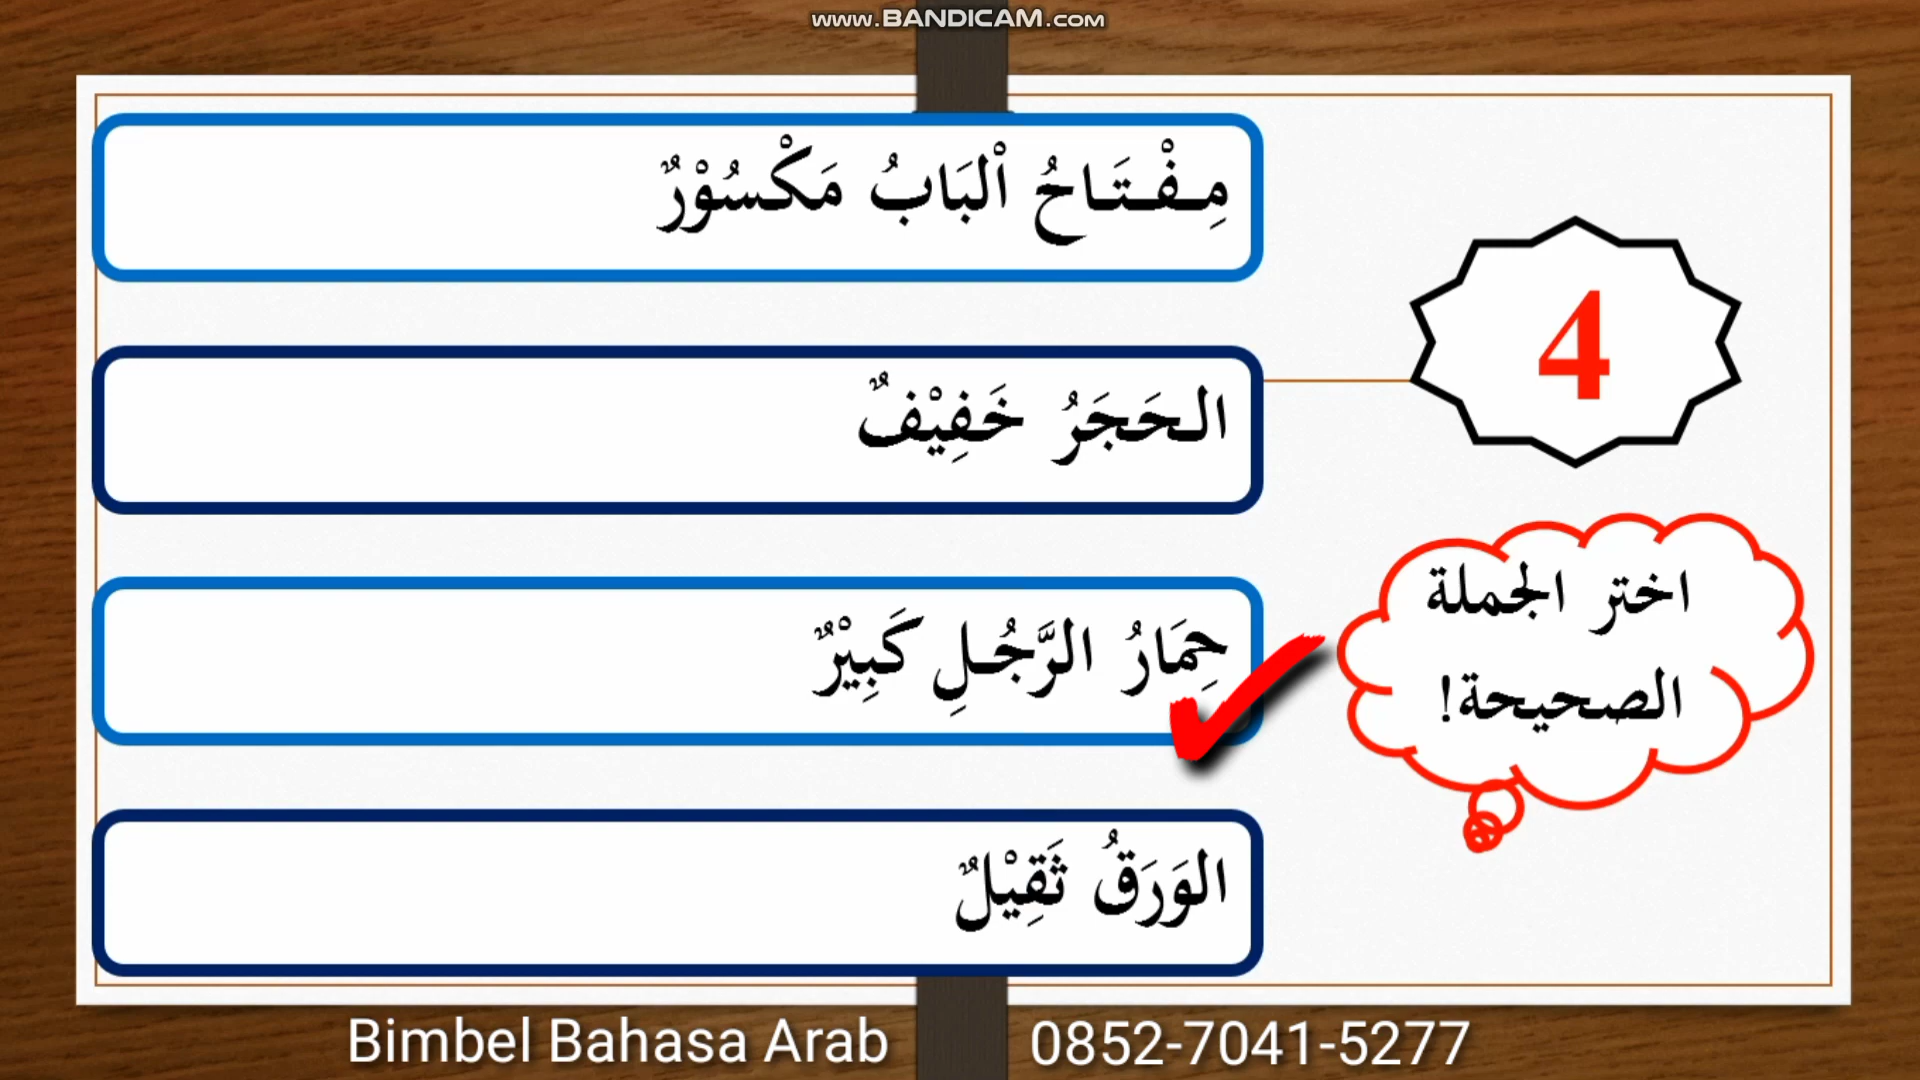 www.BANDICAM.com
مِفْتَاحُ اْلبَابُ مَكْسُوْرٌ
4
الحَجَرُ خَفِيْفٌ
اختر الجملة
الصحيحة!
حِمَارُ الرَّجُلِ كَبِيْرٌ
الوَرَقُ ثَقِيْلٌ
Bimbel Bahasa Arab 0852-7041-5277